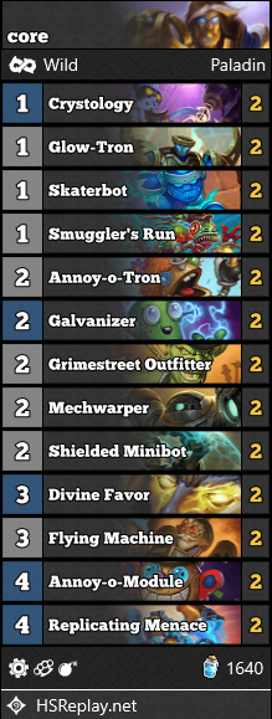 core
Wild Paladin
1 Crystology 2
1 Glow-Tron 2
1 Skaterbot 2
1 Smuggler's Run 2
2 Annoy-o-Tron 2
2 Galvanizer 2
2 Grimestreet Outfitter 2
2 Mechwarper 2
2 Shielded Minibot 2
3 Divine Favor 2
3 Flying Machine 2
4 Annoy-o-Module 2
4 Replicating Menace 2
1640
HSReplay.net